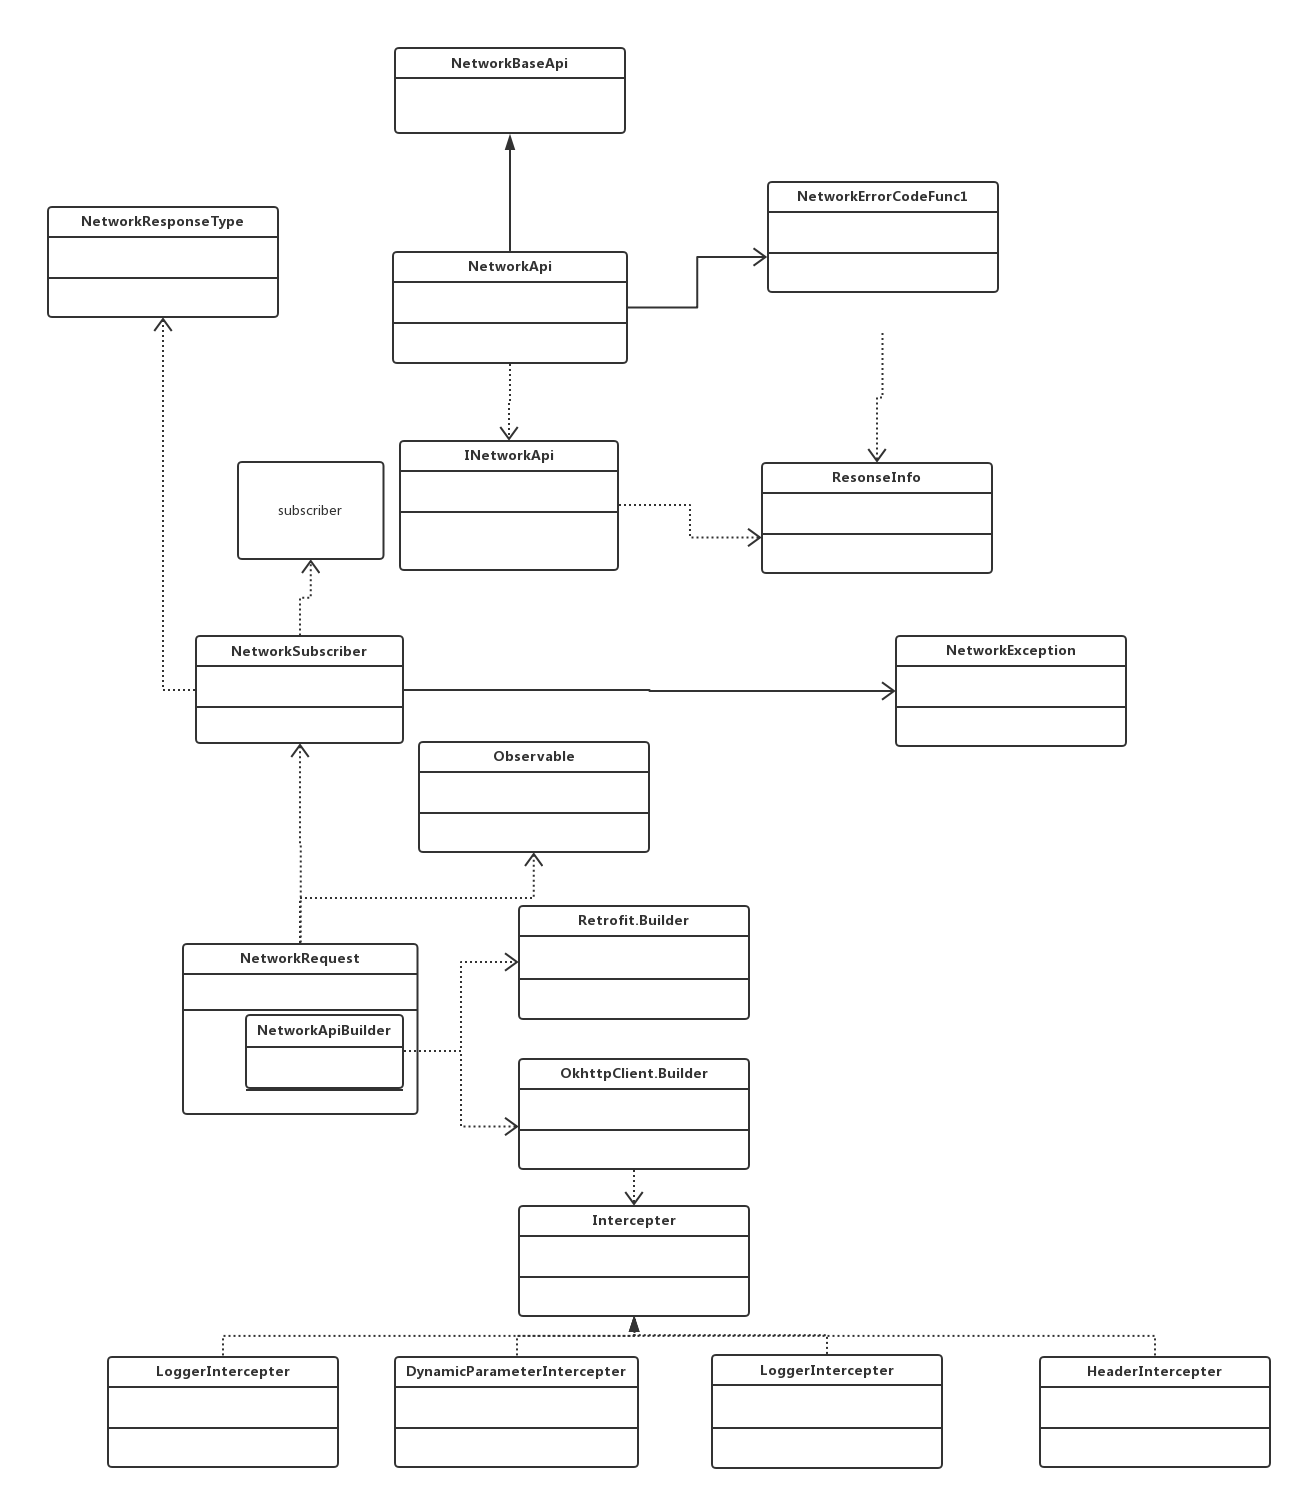 NetworkBaseApi
NetworkErrorCodeFunc1
NetworkResponseType
NetworkApi
INetworkApi
ResonseInfo
subscriber
NetworkSubscriber
NetworkException
Observable
Retrofit.Builder
NetworkRequest
NetworkApiBuilder
OkhttpClient.Builder
Intercepter
LoggerIntercepter
DynamicParameterIntercepter
LoggerIntercepter
HeaderIntercepter